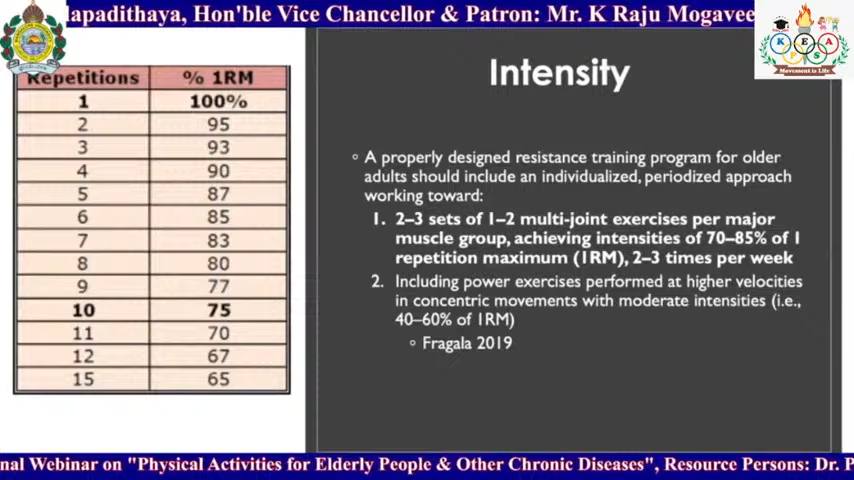 lapadithaya, Hon'ble Vice Chancellor & Patron: Mr. K Raju Mogavee
K E A
P S
Movement is Life
Repetitions % 1RM
1 100%
2 95
3 93
4 90
5 87
6 85
7 83
8 80
9 77
10 75
11 70
12 67
15 65
Intensity
A properly designed resistance training program for older
adults should include an individualized, periodized approach
working toward:
1. 2–3 sets of 1–2 multi-joint exercises per major
muscle group, achieving intensities of 70–85% of 1
repetition maximum (1RM), 2–3 times per week
2. Including power exercises performed at higher velocities
in concentric movements with moderate intensities (i.e.,
40–60% of 1RM)
Fragala 2019
nal Webinar on "Physical Activities for Elderly People & Other Chronic Diseases", Resource Persons: Dr. P